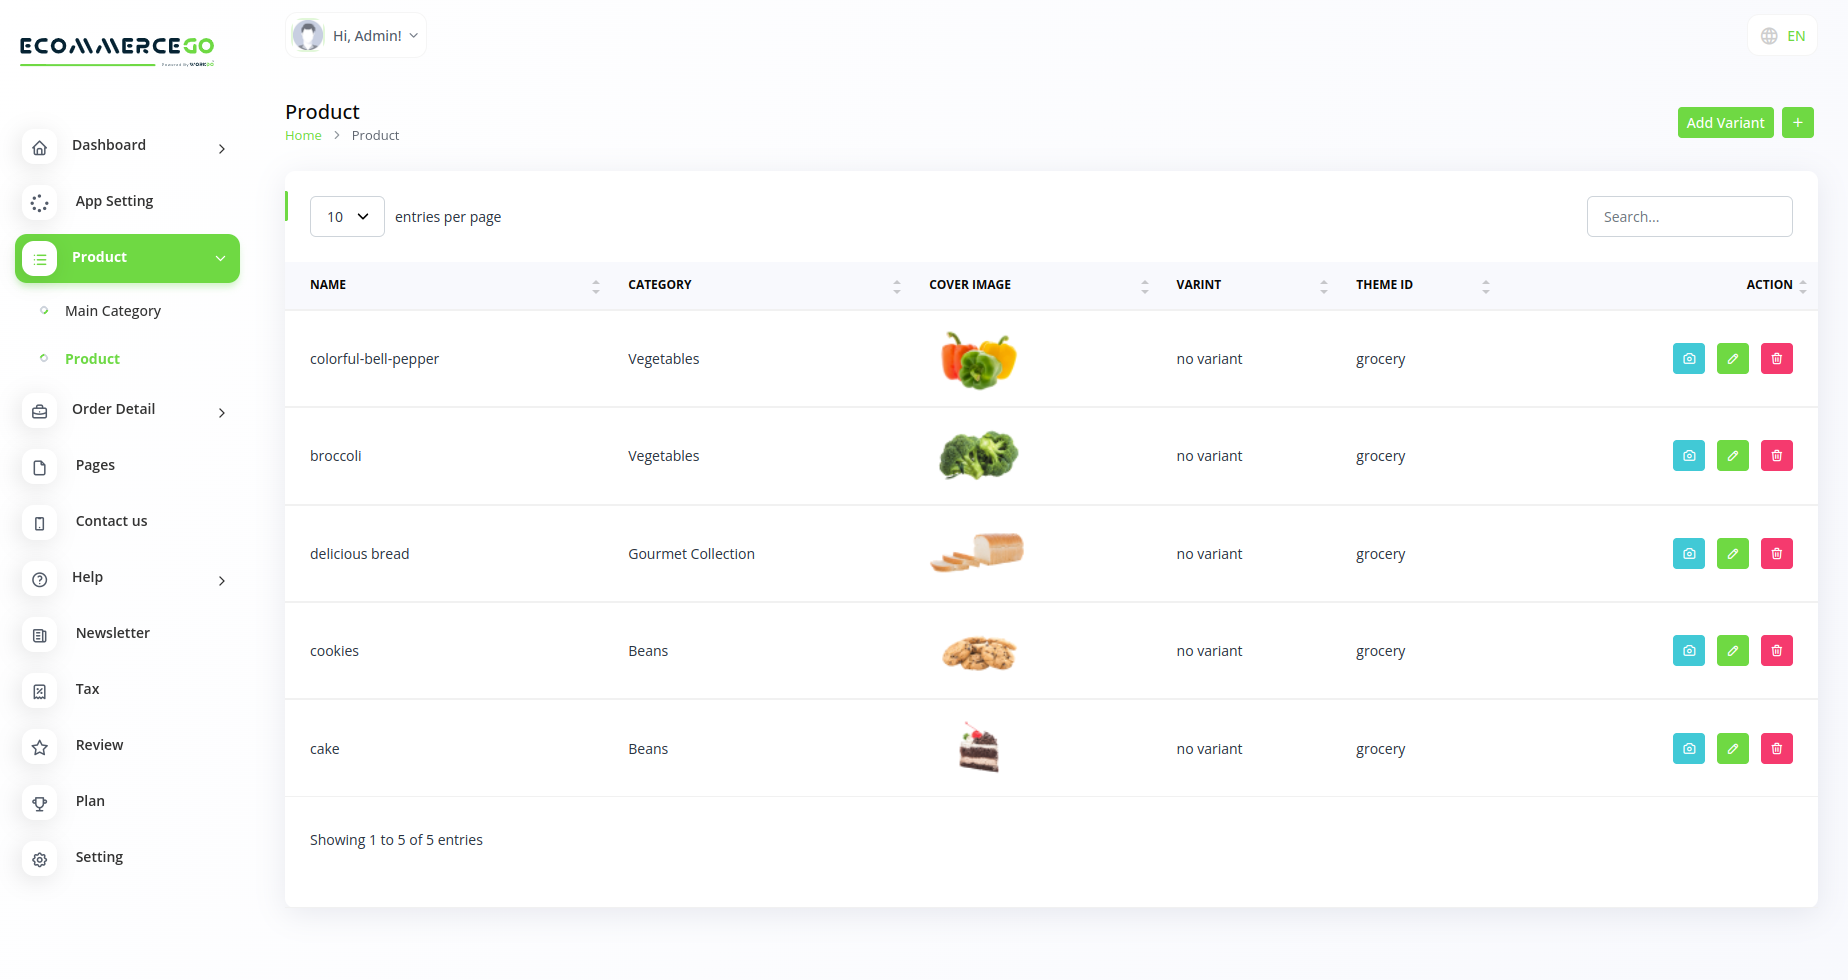 ECOMMERCEGO
Powered By WORKDO
Hi, Admin!
EN
Dashboard
App Setting
Product
Main Category
Product
Order Detail
Pages
Contact us
Help
Newsletter
Tax
Review
Plan
Setting
Product
Home > Product
Add Variant +
10 entries per page
Search...
NAME CATEGORY COVER IMAGE VARINT THEME ID ACTION
colorful-bell-pepper Vegetables no variant grocery
broccoli Vegetables no variant grocery
delicious bread Gourmet Collection no variant grocery
cookies Beans no variant grocery
cake Beans no variant grocery
Showing 1 to 5 of 5 entries